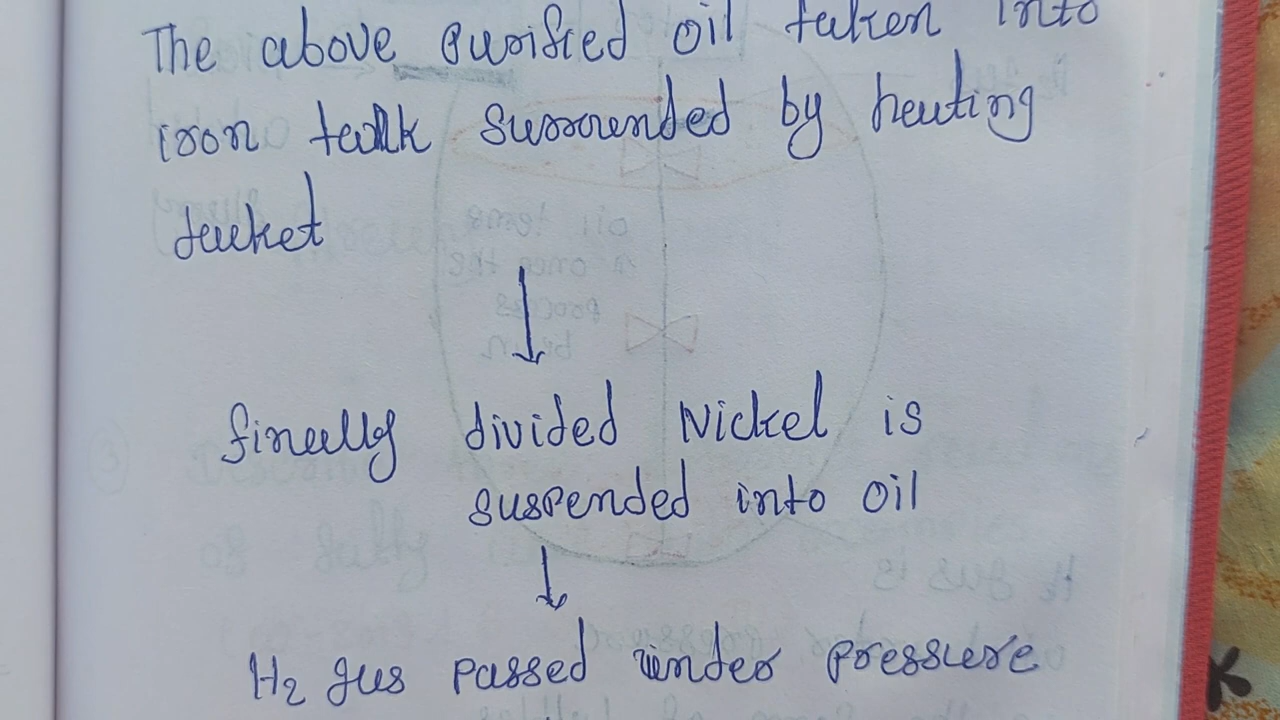 The above purified oil taken into
iron tank surrounded by heating
Jacket
↓
finally divided Nickel is
suspended into oil
↓
H2 gas passed under pressure